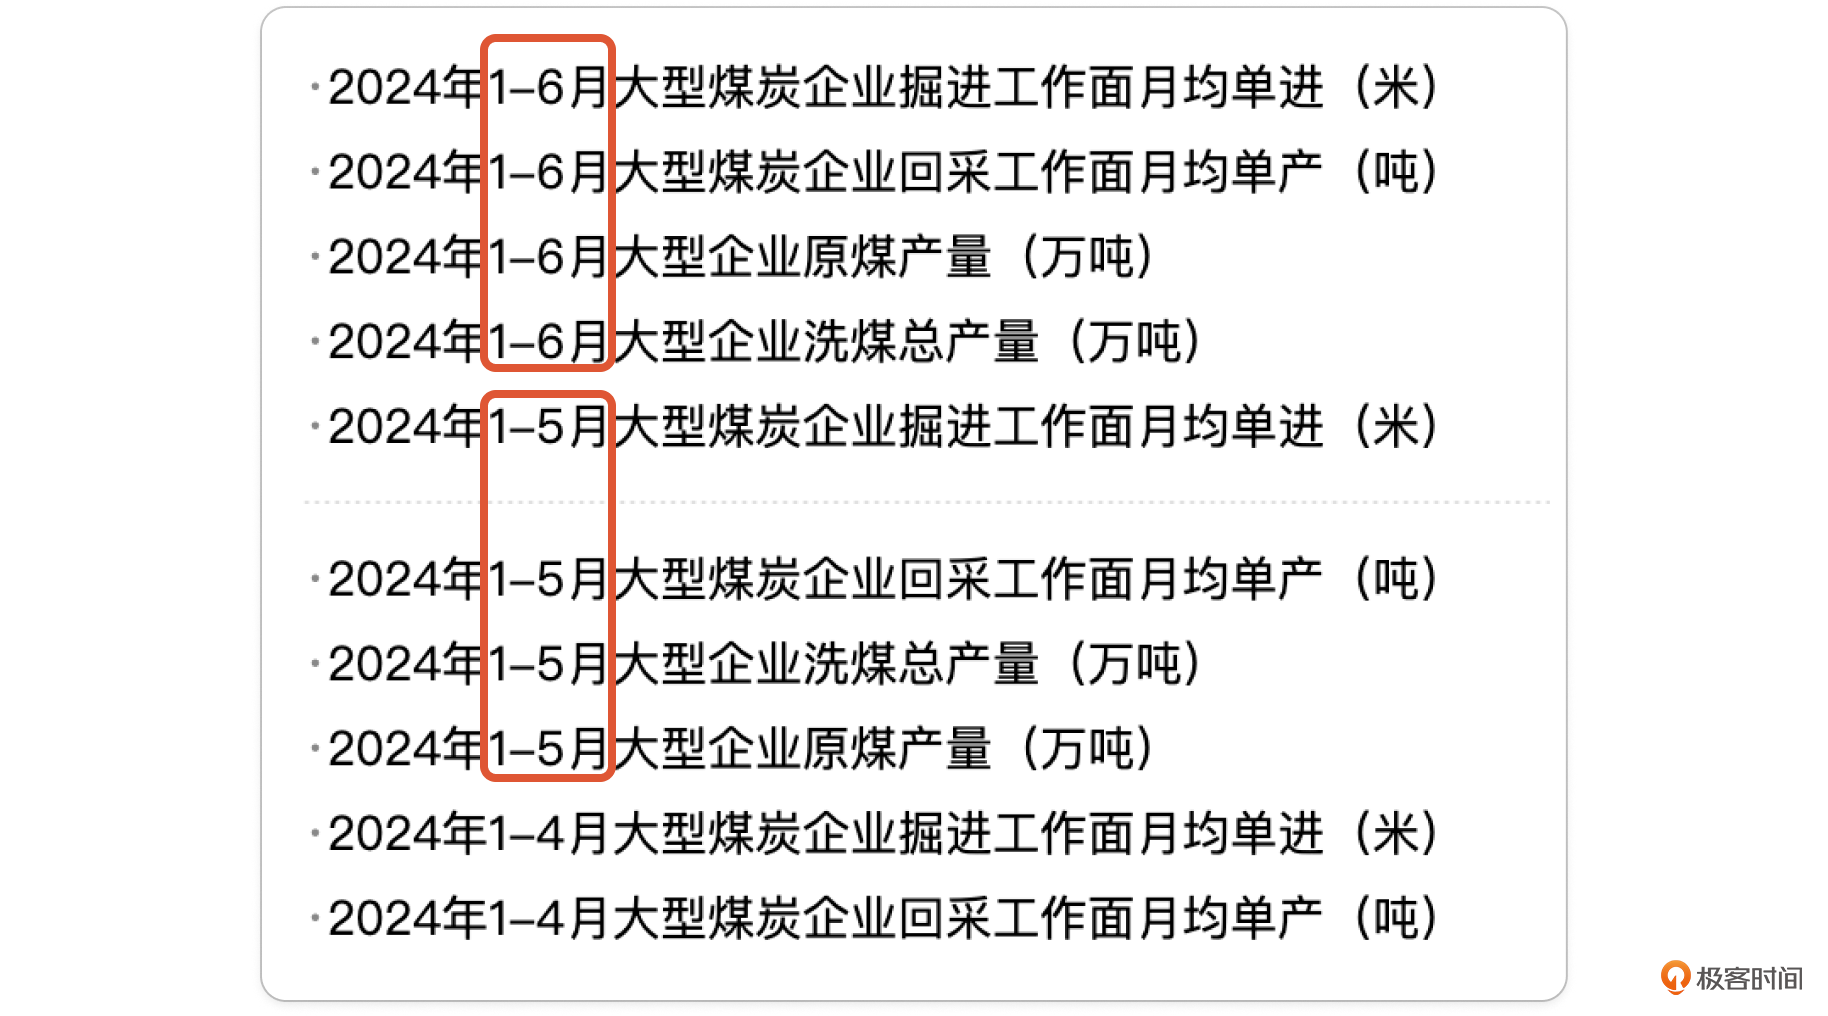 ·2024年1-6月大型煤炭企业掘进工作面月均单进（米）
·2024年1-6月大型煤炭企业回采工作面月均单产（吨）
·2024年1-6月大型企业原煤产量（万吨）
·2024年1-6月大型企业洗煤总产量（万吨）
·2024年1-5月大型煤炭企业掘进工作面月均单进（米）
·2024年1-5月大型煤炭企业回采工作面月均单产（吨）
·2024年1-5月大型企业洗煤总产量（万吨）
·2024年1-5月大型企业原煤产量（万吨）
·2024年1-4月大型煤炭企业掘进工作面月均单进（米）
·2024年1-4月大型煤炭企业回采工作面月均单产（吨）
极客时间